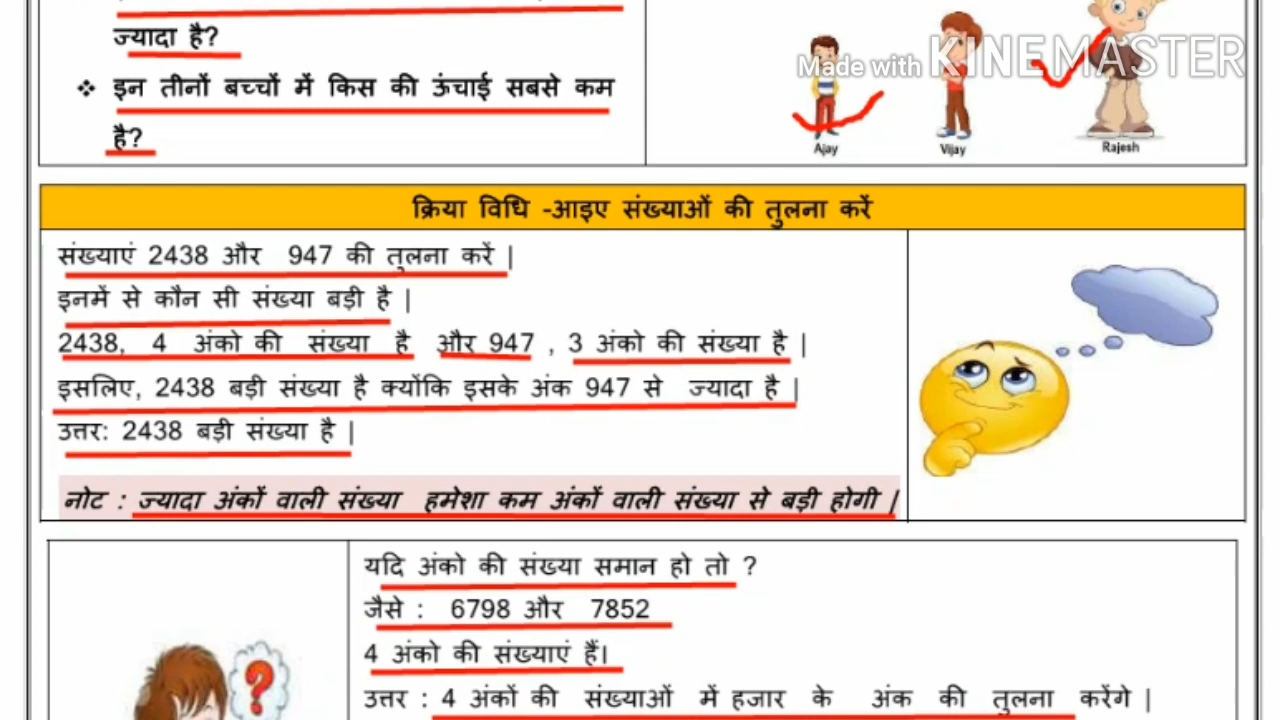 ज्यादा है?
❖ इन तीनों बच्चों में किस की ऊंचाई सबसे कम
है?
Made with KINEMASTER
Ajay
Vijay
Rajesh
क्रिया विधि -आइए संख्याओं की तुलना करें
संख्याएं 2438 और 947 की तुलना करें |
इनमें से कौन सी संख्या बड़ी है |
2438, 4 अंको की संख्या है और 947 , 3 अंको की संख्या है |
इसलिए, 2438 बड़ी संख्या है क्योंकि इसके अंक 947 से ज्यादा है |
उत्तर: 2438 बड़ी संख्या है |
नोट : ज्यादा अंकों वाली संख्या हमेशा कम अंकों वाली संख्या से बड़ी होगी |
यदि अंको की संख्या समान हो तो ?
जैसे : 6798 और 7852
4 अंको की संख्याएं हैं।
उत्तर : 4 अंकों की संख्याओं में हजार के अंक की तुलना करेंगे |